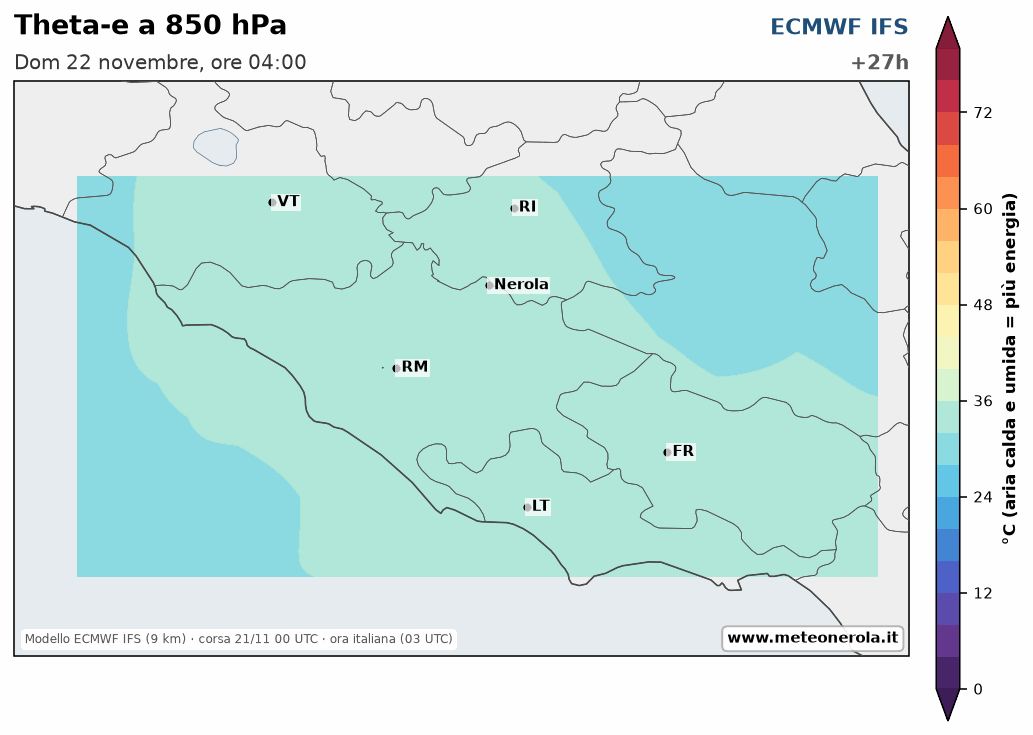 Theta-e a 850 hPa
ECMWF IFS
Dom 22 novembre, ore 04:00
+27h
VT
RI
Nerola
RM
FR
LT
72
60
48
36
24
12
0
°C (aria calda e umida = più energia)
Modello ECMWF IFS (9 km) · corsa 21/11 00 UTC · ora italiana (03 UTC)
www.meteonerola.it